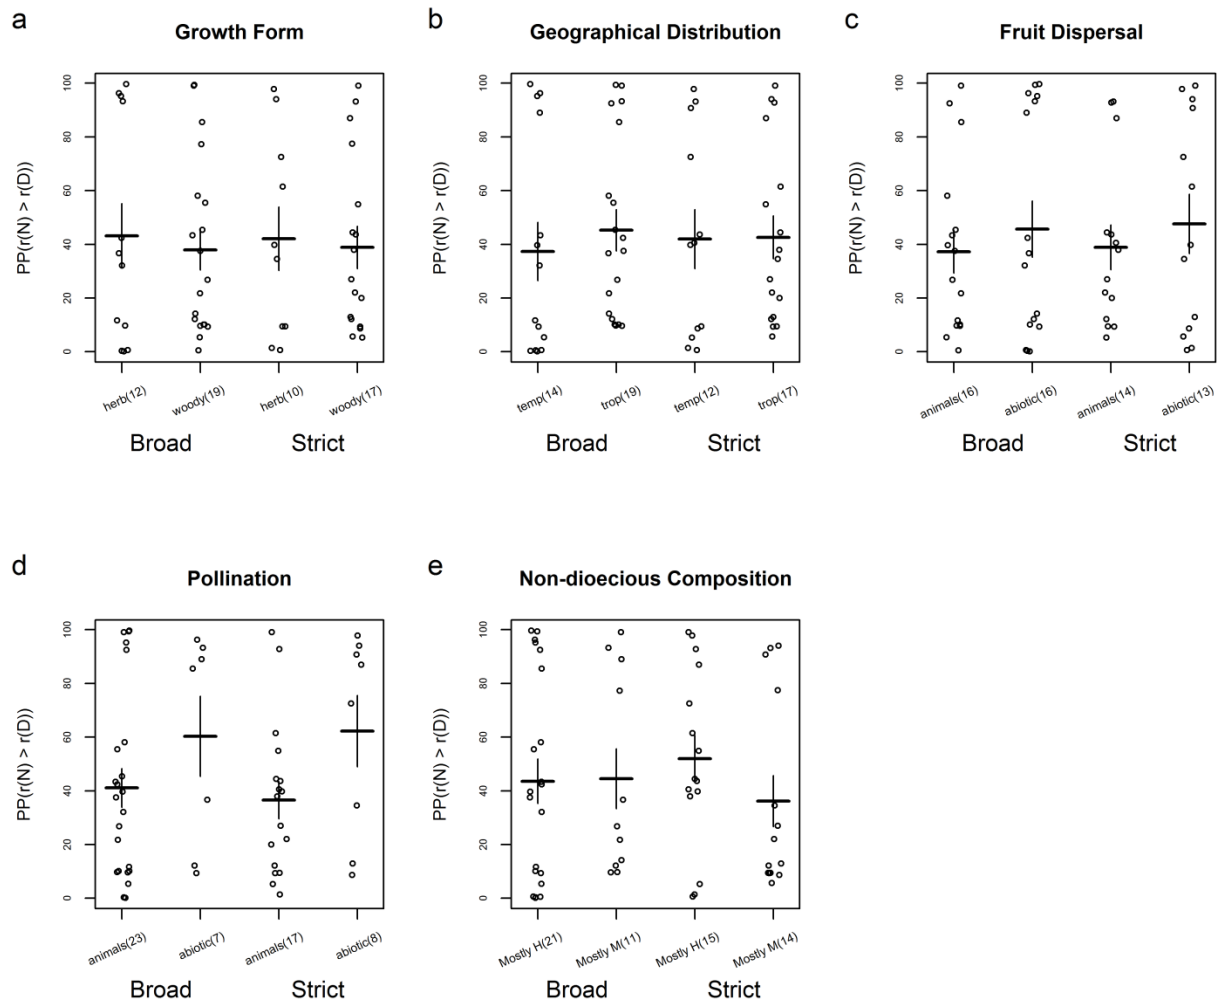 a
Growth Form
PP(r(N) > r(D))
100
80
60
40
20
0
herb(12) woody(19) herb(10) woody(17)
Broad Strict
b
Geographical Distribution
PP(r(N) > r(D))
100
80
60
40
20
0
temp(14) trop(19) temp(12) trop(17)
Broad Strict
c
Fruit Dispersal
PP(r(N) > r(D))
100
80
60
40
20
0
animals(16) abiotic(16) animals(14) abiotic(13)
Broad Strict
d
Pollination
PP(r(N) > r(D))
100
80
60
40
20
0
animals(23) abiotic(7) animals(17) abiotic(8)
Broad Strict
e
Non-dioecious Composition
PP(r(N) > r(D))
100
80
60
40
20
0
Mostly H(21) Mostly M(11) Mostly H(15) Mostly M(14)
Broad Strict